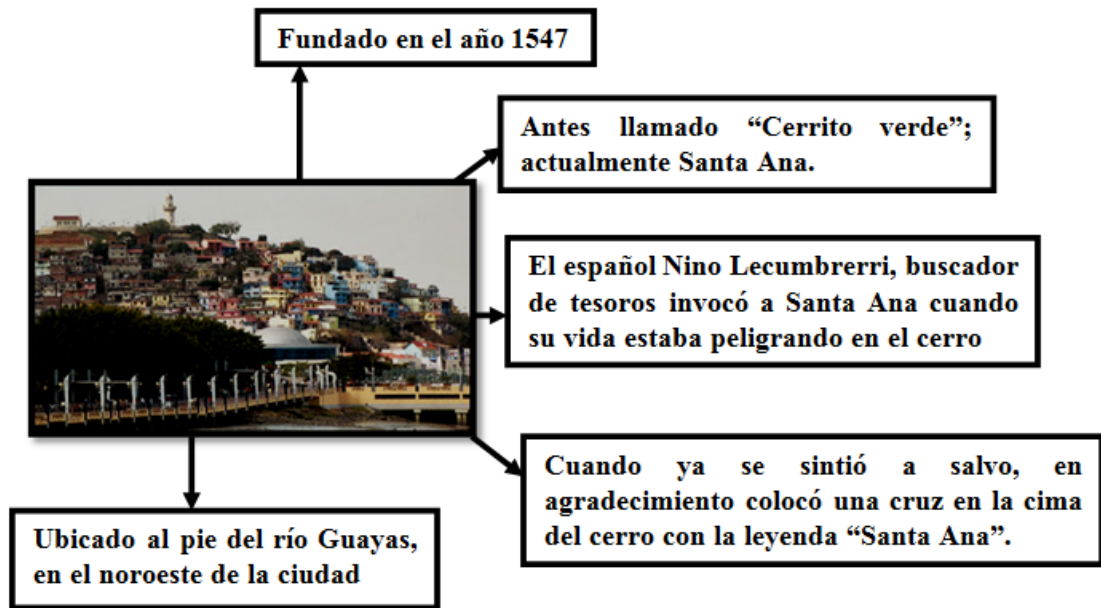 Fundado en el año 1547
Antes llamado “Cerrito verde”;
actualmente Santa Ana.
El español Nino Lecumbrerri, buscador
de tesoros invocó a Santa Ana cuando
su vida estaba peligrando en el cerro
Cuando ya se sintió a salvo, en
agradecimiento colocó una cruz en la cima
del cerro con la leyenda “Santa Ana”.
Ubicado al pie del río Guayas,
en el noroeste de la ciudad